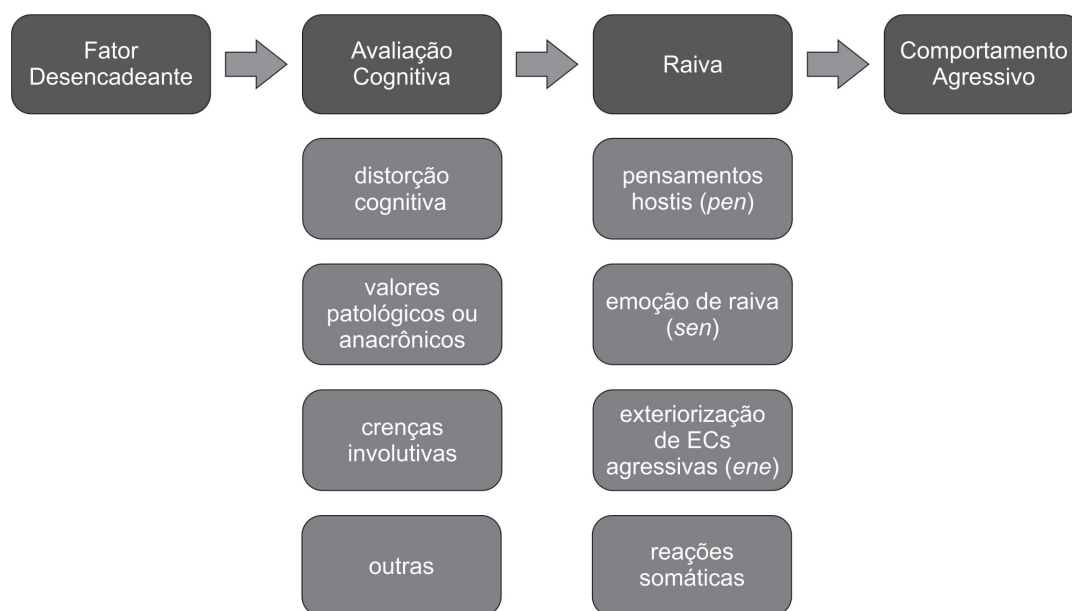 Fator
Desencadeante
Avaliação
Cognitiva
Raiva
Comportamento
Agressivo
distorção
cognitiva
pensamentos
hostis (pen)
valores
patológicos ou
anacrônicos
emoção de raiva
(sen)
crenças
involutivas
exteriorização
de ECs
agressivas (ene)
outras
reações
somáticas